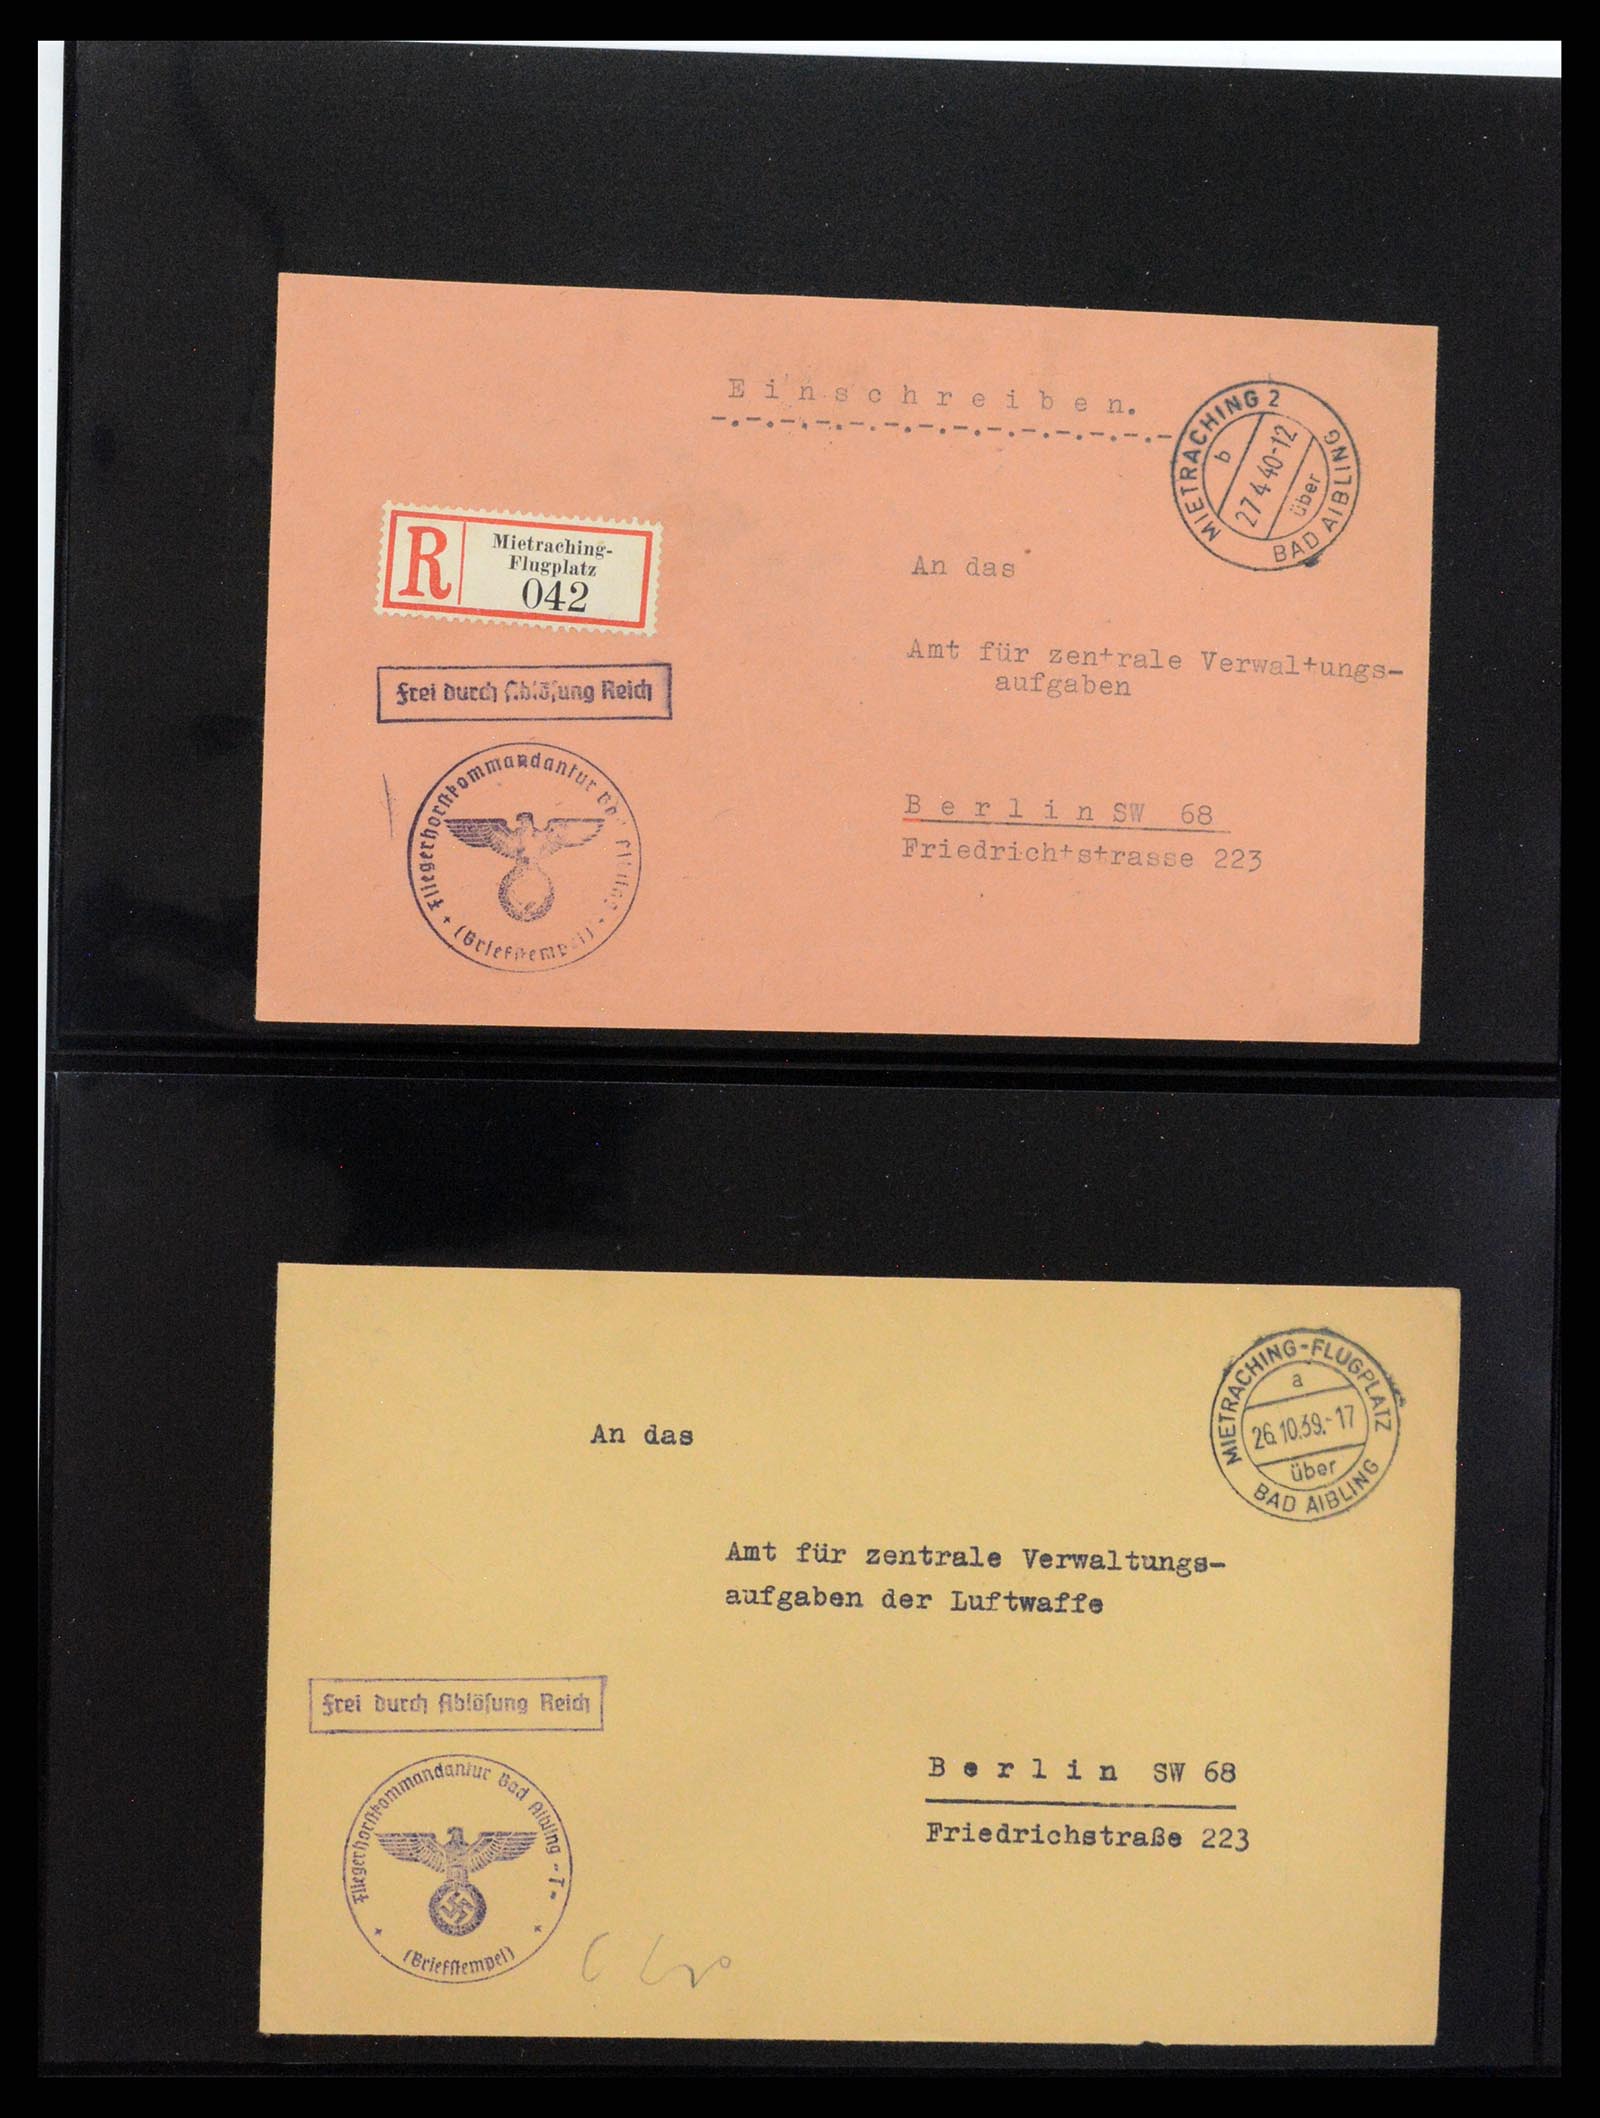 Einschreiben.
MIETRACHING 2
b
27.4.40-12
über
BAD AIBLING
R
Mietraching-
Flugplatz
042
An das
Amt für zentrale Verwaltungs-
aufgaben
Frei durch Ablösung Reich
Fliegerhorstkommandantur
(Briefstempel)
Berlin SW 68
Friedrichstrasse 223
MIETRACHING-FLUGPLATZ
a
26.10.39.-17
über
BAD AIBLING
An das
Amt für zentrale Verwaltungs-
aufgaben der Luftwaffe
Frei durch Ablösung Reich
Fliegerhorstkommandantur Bad Aibling -T-
(Briefstempel)
Berlin SW 68
Friedrichstraße 223